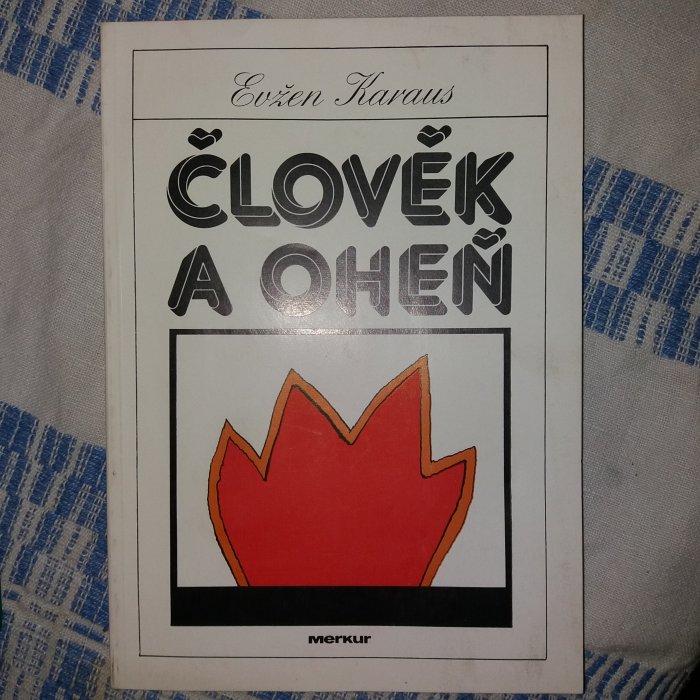 Evžen Karaus
ČLOVĚK
A OHEŇ
merkur